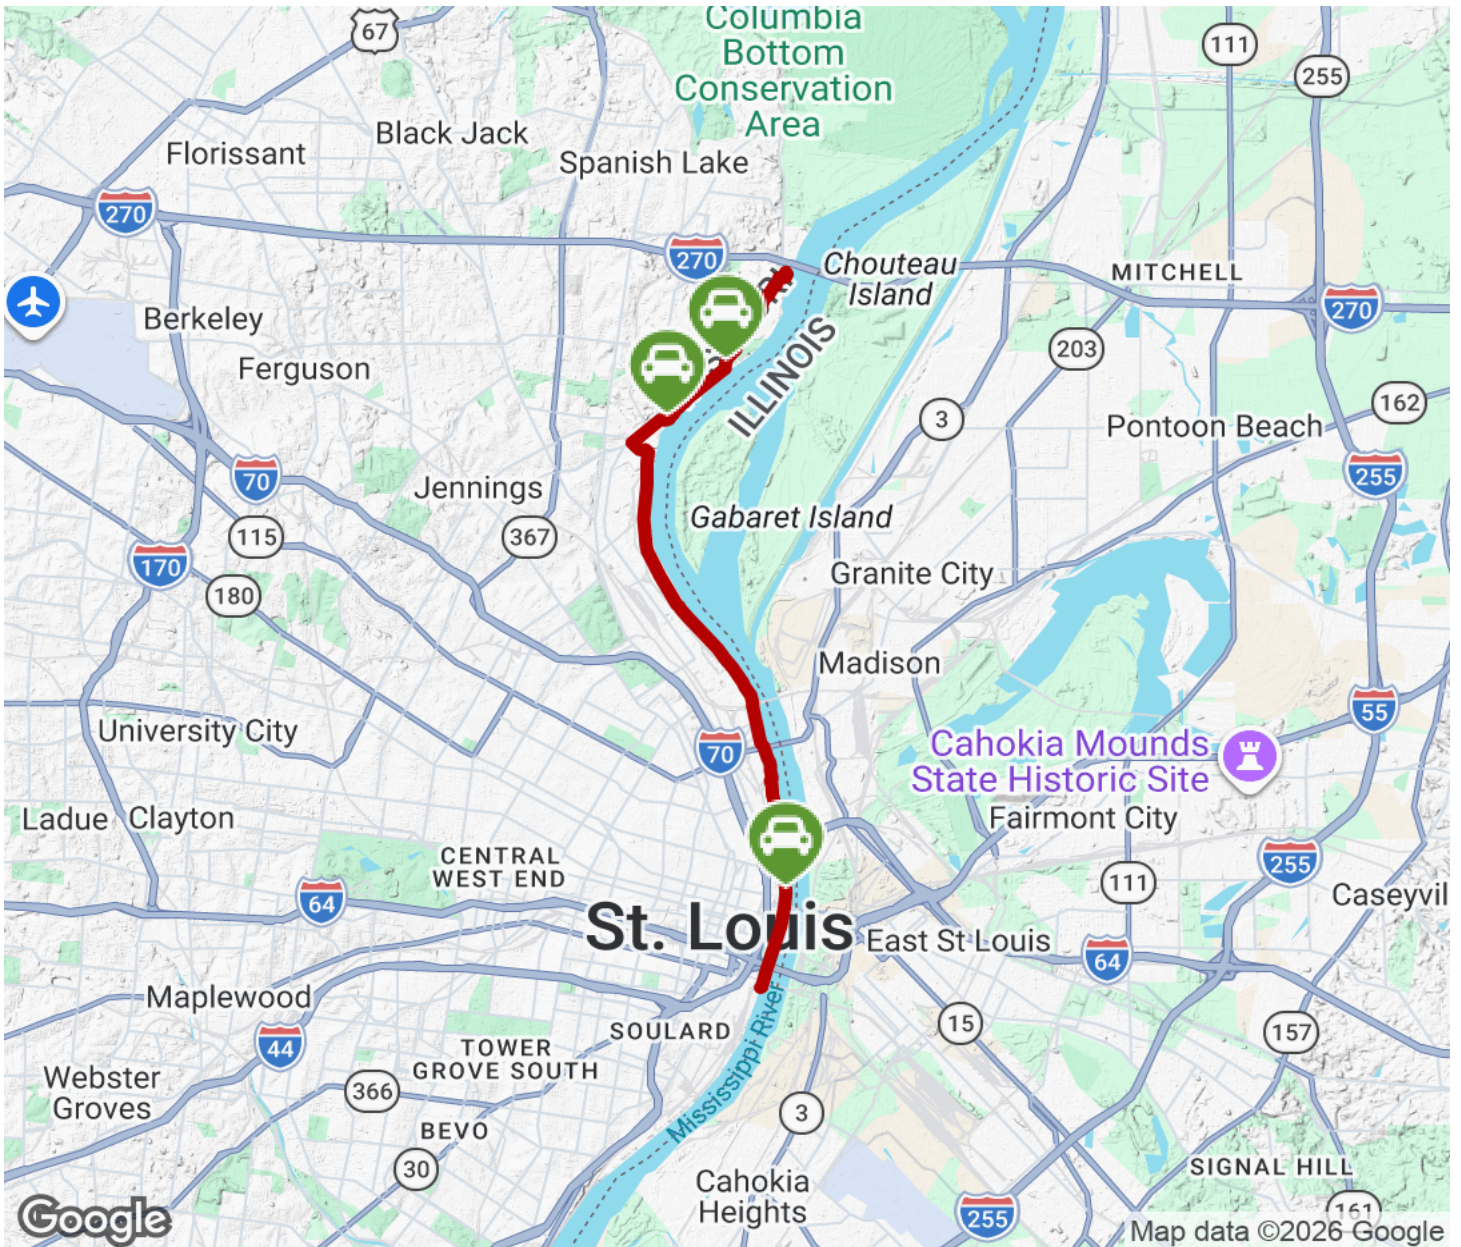 Columbia
Bottom
Conservation
Area
67
111
255
Black Jack
Florissant
Spanish Lake
270
270
Chouteau
Island
MITCHELL
270
Berkeley
ILLINOIS
203
Ferguson
162
3
Pontoon Beach
70
255
Jennings
Gabaret Island
115
367
170
Granite City
180
Madison
55
University City
70
Cahokia Mounds
State Historic Site
Ladue
Clayton
Fairmont City
CENTRAL
WEST END
255
111
64
Caseyvil
St. Louis
East St Louis
64
Maplewood
15
SOULARD
157
44
TOWER
GROVE SOUTH
Mississippi River
Webster
Groves
366
3
BEVO
30
SIGNAL HILL
Cahokia
Heights
255
161
Google
Map data ©2026 Google